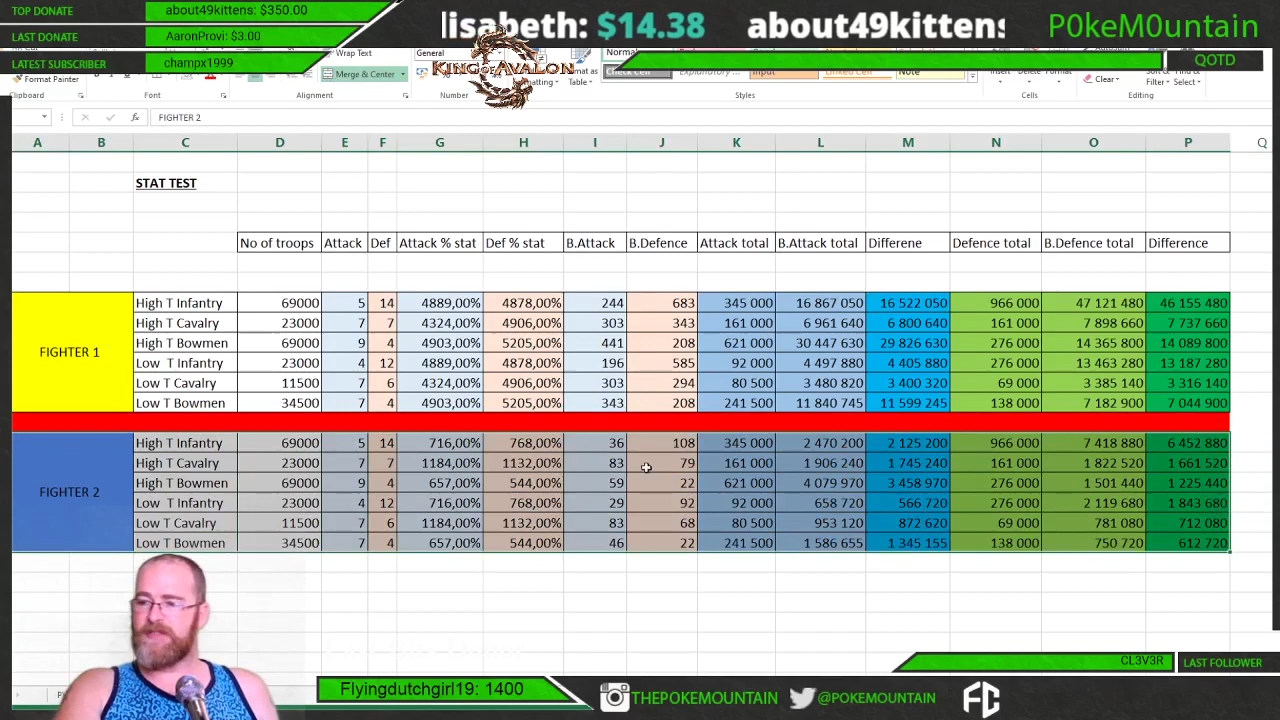 TOP DONATE about49kittens: $350.00
LAST DONATE AaronProvi: $3.00
LATEST SUBSCRIBER champx1999
lisabeth: $14.38 about49kittens
P0keM0untain
QOTD
Wrap Text General Normal
Format Painter Merge & Center KING OF AVALON Formatting Format as Table Check Cell Explanatory ... Input Linked Cell Note Clear Sort & Filter Find & Select
Clipboard Font Alignment Number Styles Cells Editing
fx FIGHTER 2
A B C D E F G H I J K L M N O P Q
STAT TEST
No of troops Attack Def Attack % stat Def % stat B.Attack B.Defence Attack total B.Attack total Differene Defence total B.Defence total Difference
FIGHTER 1
High T Infantry 69000 5 14 4889,00% 4878,00% 244 683 345 000 16 867 050 16 522 050 966 000 47 121 480 46 155 480
High T Cavalry 23000 7 7 4324,00% 4906,00% 303 343 161 000 6 961 640 6 800 640 161 000 7 898 660 7 737 660
High T Bowmen 69000 9 4 4903,00% 5205,00% 441 208 621 000 30 447 630 29 826 630 276 000 14 365 800 14 089 800
Low T Infantry 23000 4 12 4889,00% 4878,00% 196 585 92 000 4 497 880 4 405 880 276 000 13 463 280 13 187 280
Low T Cavalry 11500 7 6 4324,00% 4906,00% 303 294 80 500 3 480 820 3 400 320 69 000 3 385 140 3 316 140
Low T Bowmen 34500 7 4 4903,00% 5205,00% 343 208 241 500 11 840 745 11 599 245 138 000 7 182 900 7 044 900
FIGHTER 2
High T Infantry 69000 5 14 716,00% 768,00% 36 108 345 000 2 470 200 2 125 200 966 000 7 418 880 6 452 880
High T Cavalry 23000 7 7 1184,00% 1132,00% 83 79 161 000 1 906 240 1 745 240 161 000 1 822 520 1 661 520
High T Bowmen 69000 9 4 657,00% 544,00% 59 22 621 000 4 079 970 3 458 970 276 000 1 501 440 1 225 440
Low T Infantry 23000 4 12 716,00% 768,00% 29 92 92 000 658 720 566 720 276 000 2 119 680 1 843 680
Low T Cavalry 11500 7 6 1184,00% 1132,00% 83 68 80 500 953 120 872 620 69 000 781 080 712 080
Low T Bowmen 34500 7 4 657,00% 544,00% 46 22 241 500 1 586 655 1 345 155 138 000 750 720 612 720
CL3V3R LAST FOLLOWER
Flyingdutchgirl19: 1400
THEPOKEMOUNTAIN
@POKEMOUNTAIN
FC